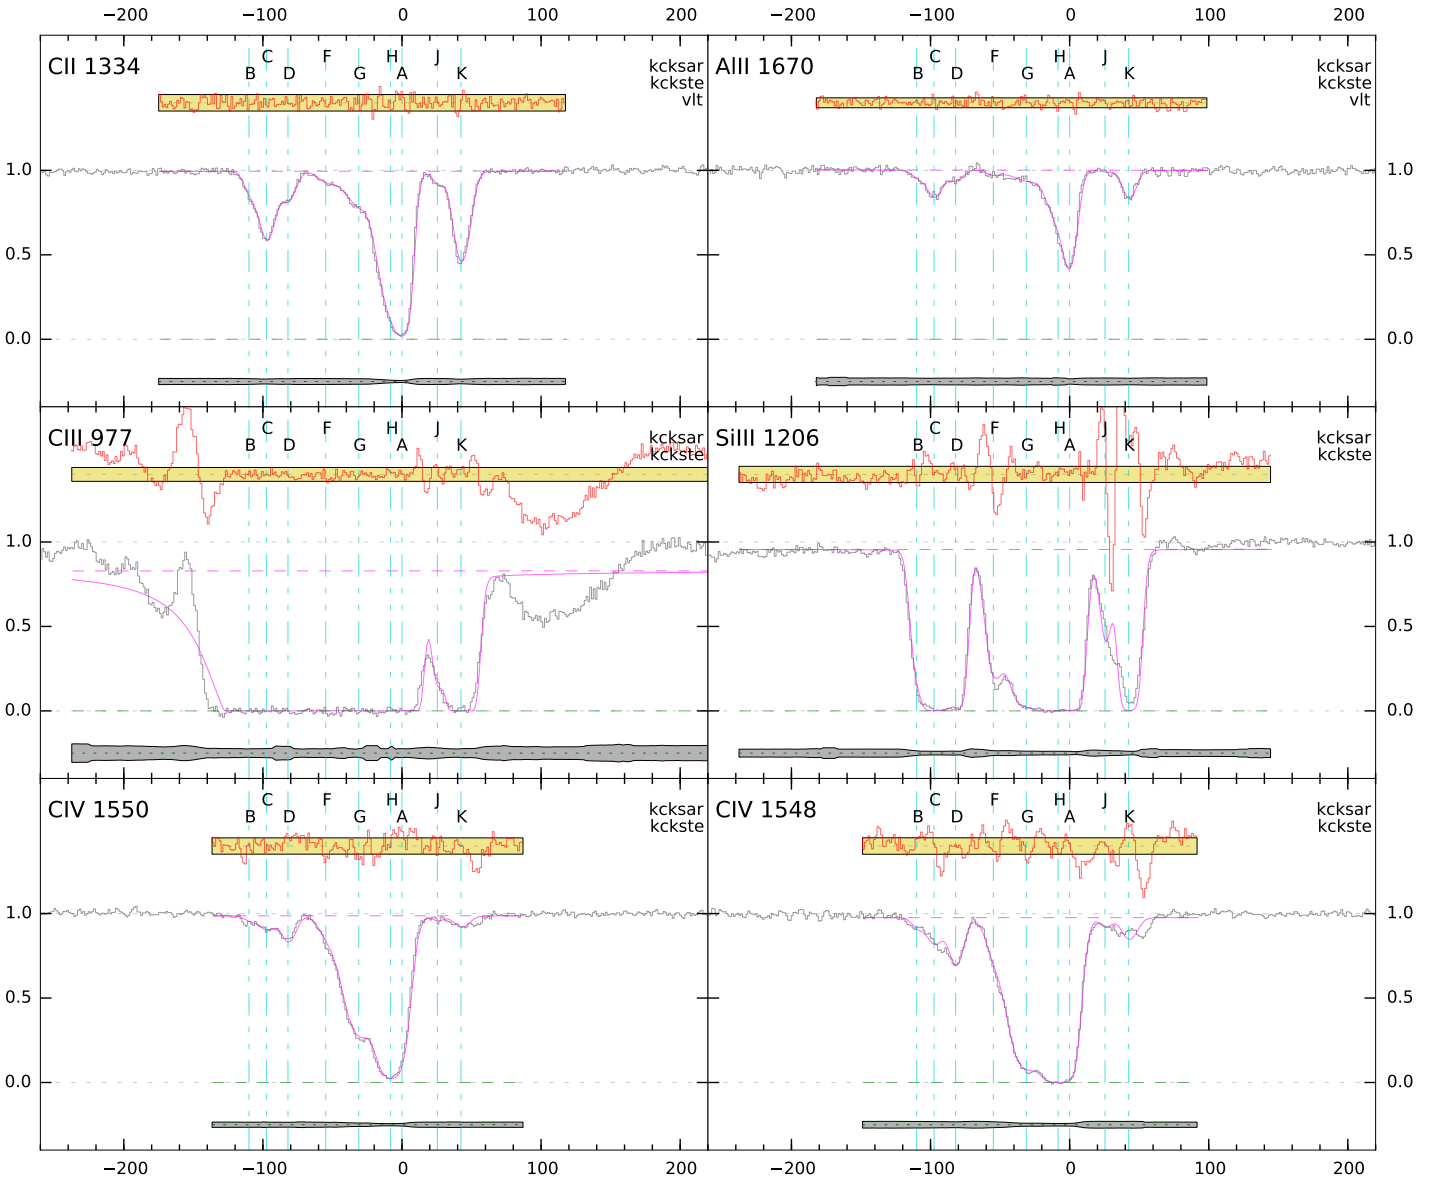 −200 −100 0 100 200 −200 −100 0 100 200
CII 1334
C F H J
B D G A K
kcksar
kckste
vlt
1.0
0.5
0.0
AlII 1670
C F H J
B D G A K
kcksar
kckste
vlt
1.0
0.5
0.0
CIII 977
C F H J
B D G A K
kcksar
kckste
1.0
0.5
0.0
SiIII 1206
C F H J
B D G A K
kcksar
kckste
1.0
0.5
0.0
CIV 1550
C F H J
B D G A K
kcksar
kckste
1.0
0.5
0.0
CIV 1548
C F H J
B D G A K
kcksar
kckste
1.0
0.5
0.0
−200 −100 0 100 200 −200 −100 0 100 200